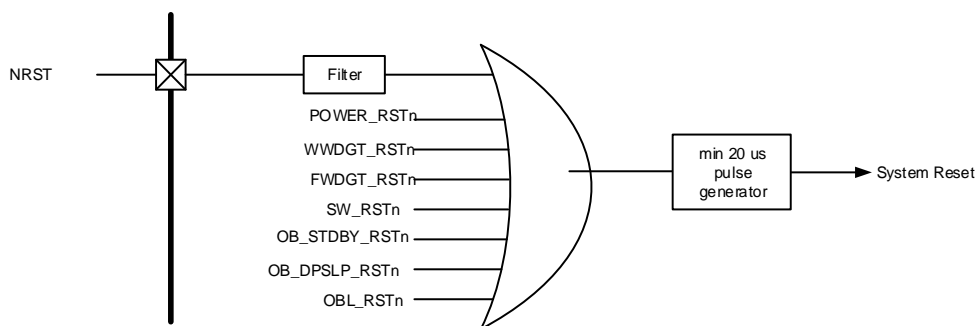 NRST
Filter
POWER_RSTn
WWDGT_RSTn
FWDGT_RSTn
SW_RSTn
OB_STDBY_RSTn
OB_DPSLP_RSTn
OBL_RSTn
min 20 us
pulse
generator
System Reset